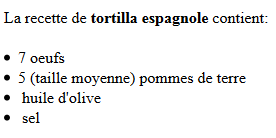 La recette de tortilla espagnole contient:
• 7 oeufs
• 5 (taille moyenne) pommes de terre
• huile d'olive
• sel